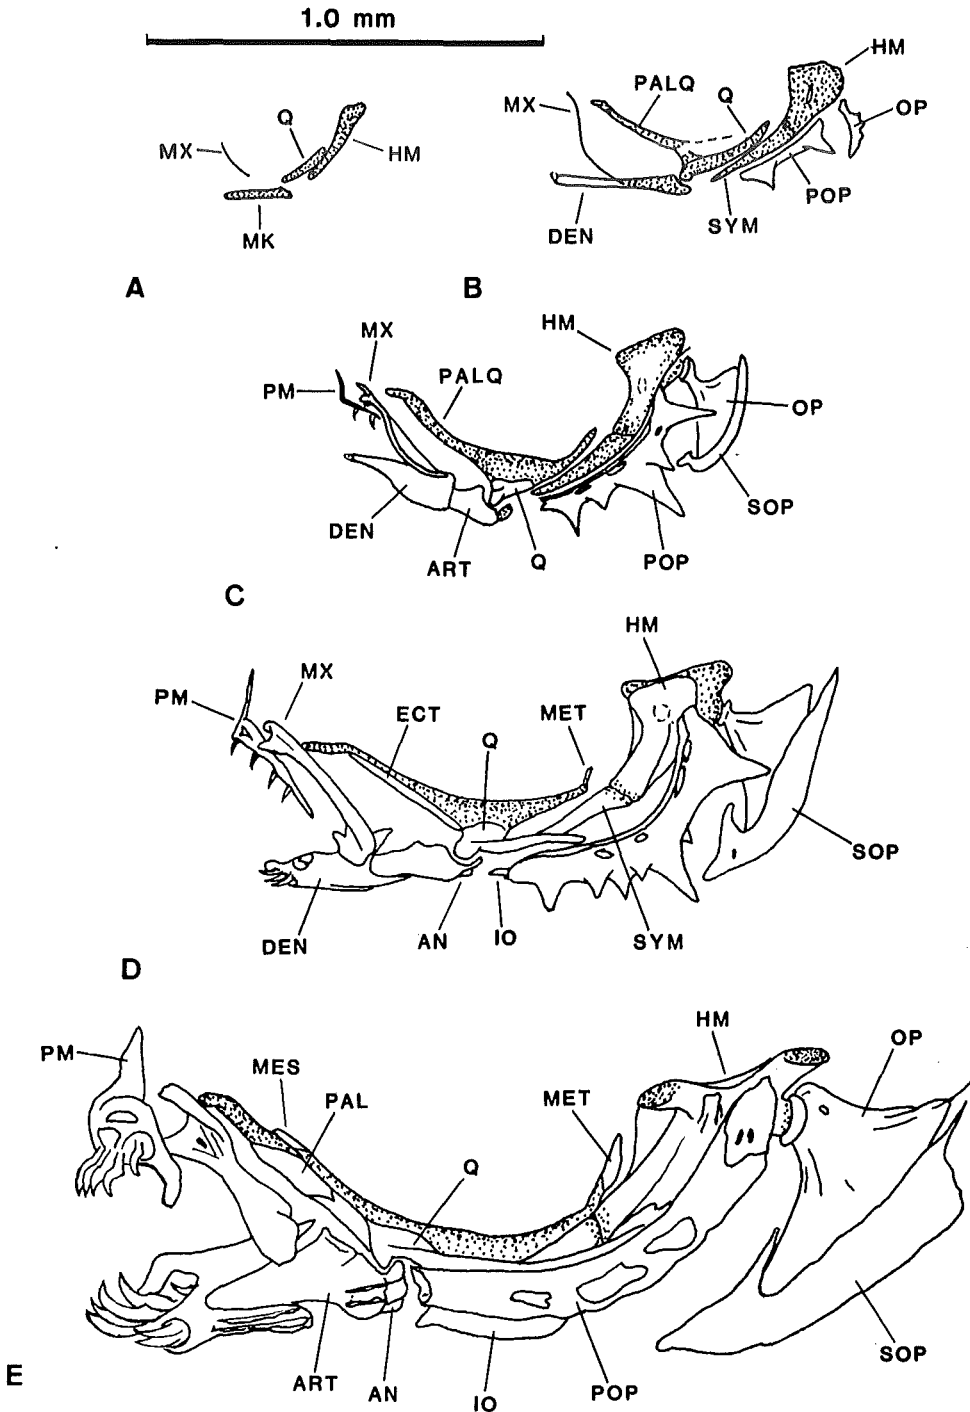 1.0 mm
Q
MX
HM
MK
A
HM
PALQ
MX
Q
OP
POP
SYM
DEN
B
MX
HM
PM
PALQ
OP
SOP
DEN
ART
Q
POP
C
HM
MX
PM
ECT
MET
Q
SOP
DEN
AN
IO
SYM
D
PM
HM
OP
MES
PAL
MET
Q
SOP
ART
AN
IO
POP
E